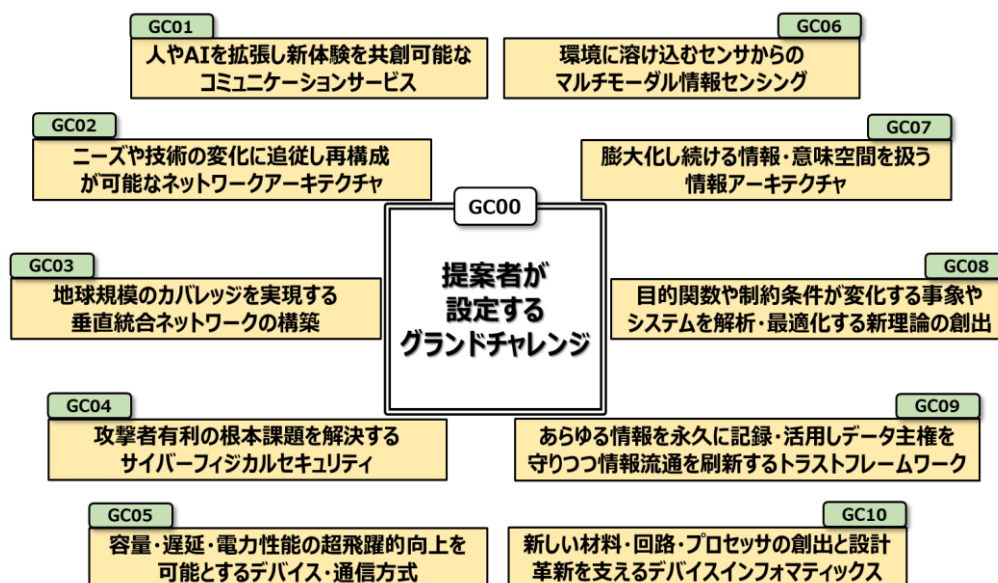 GC01
人やAIを拡張し新体験を共創可能な
コミュニケーションサービス
GC06
環境に溶け込むセンサからの
マルチモーダル情報センシング
GC02
ニーズや技術の変化に追従し再構成
が可能なネットワークアーキテクチャ
GC07
膨大化し続ける情報・意味空間を扱う
情報アーキテクチャ
GC00
提案者が
設定する
グランドチャレンジ
GC03
地球規模のカバレッジを実現する
垂直統合ネットワークの構築
GC08
目的関数や制約条件が変化する事象や
システムを解析・最適化する新理論の創出
GC04
攻撃者有利の根本課題を解決する
サイバーフィジカルセキュリティ
GC09
あらゆる情報を永久に記録・活用しデータ主権を
守りつつ情報流通を刷新するトラストフレームワーク
GC05
容量・遅延・電力性能の超飛躍的向上を
可能とするデバイス・通信方式
GC10
新しい材料・回路・プロセッサの創出と設計
革新を支えるデバイスインフォマティックス